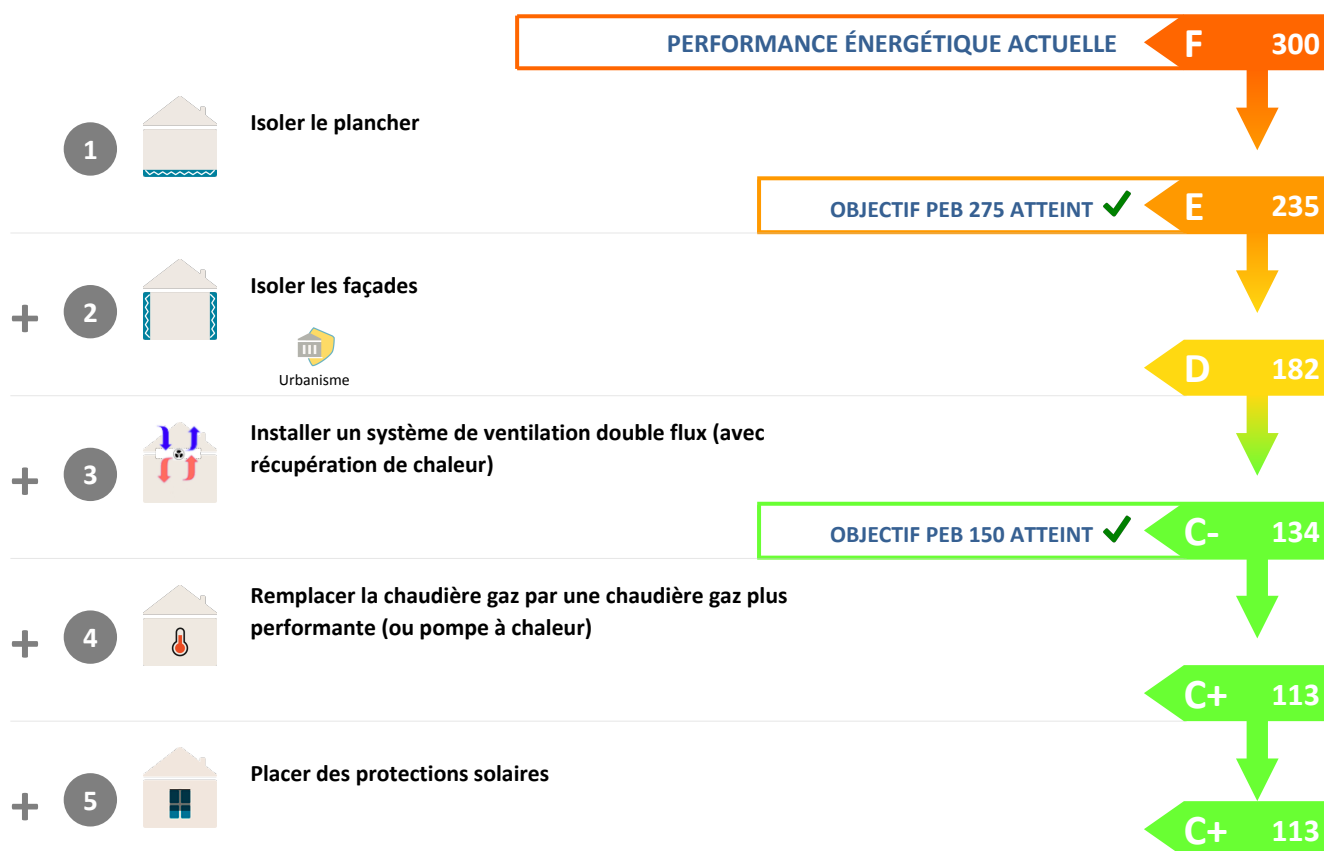 PERFORMANCE ÉNERGÉTIQUE ACTUELLE F 300
1 Isoler le plancher
OBJECTIF PEB 275 ATTEINT ✔ E 235
+ 2 Isoler les façades
Urbanisme
D 182
+ 3 Installer un système de ventilation double flux (avec
récupération de chaleur)
OBJECTIF PEB 150 ATTEINT ✔ C- 134
+ 4 Remplacer la chaudière gaz par une chaudière gaz plus
performante (ou pompe à chaleur)
C+ 113
+ 5 Placer des protections solaires
C+ 113